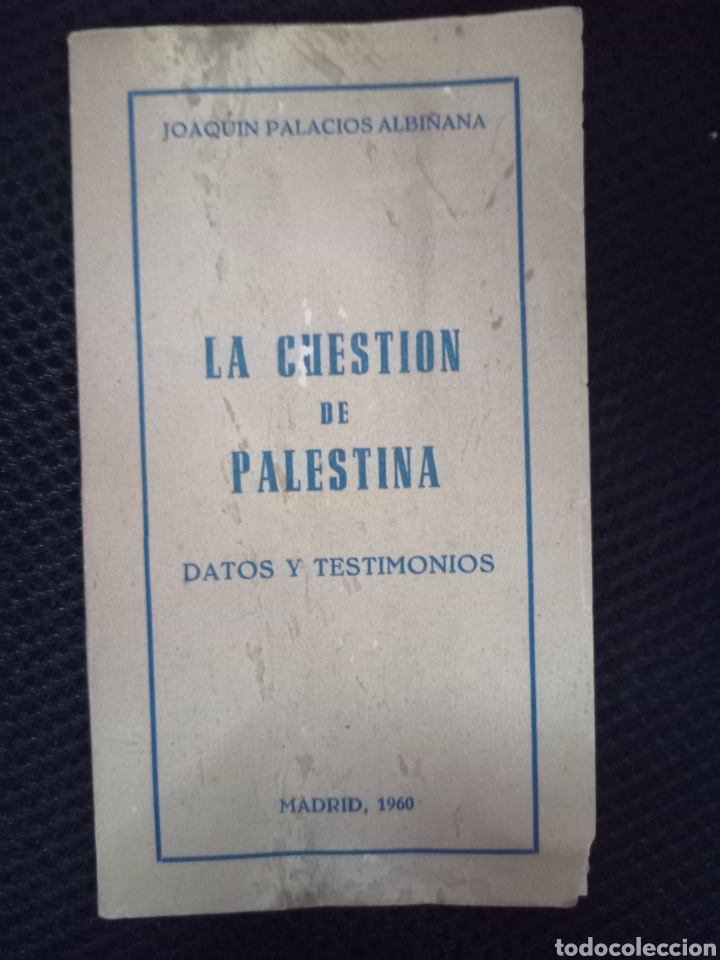 JOAQUIN PALACIOS ALBIÑANA
LA CUESTION
DE
PALESTINA
DATOS Y TESTIMONIOS
MADRID, 1960
todocoleccion